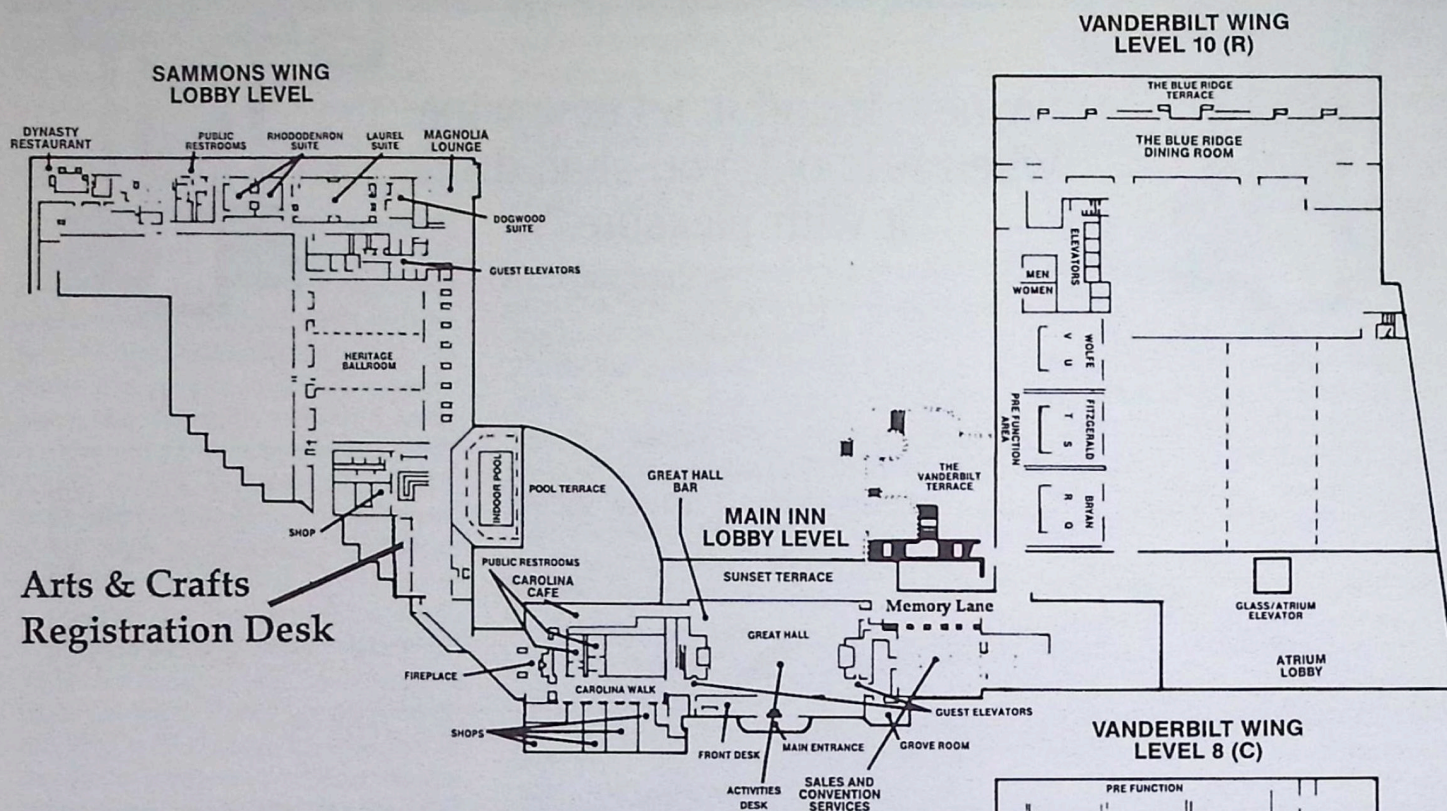 VANDERBILT WING
LEVEL 10 (R)
SAMMONS WING
LOBBY LEVEL
THE BLUE RIDGE
TERRACE
THE BLUE RIDGE
DINING ROOM
DYNASTY
RESTAURANT
PUBLIC
RESTROOMS
RHODODENRON
SUITE
LAUREL
SUITE
MAGNOLIA
LOUNGE
DOGWOOD
SUITE
GUEST ELEVATORS
ELEVATORS
MEN
WOMEN
HERITAGE
BALLROOM
WOLFE
V U
FITZGERALD
T S
BRYAN
R Q
PRE FUNCTION
AREA
INDOOR POOL
POOL TERRACE
GREAT HALL
BAR
THE
VANDERBILT
TERRACE
SHOP
MAIN INN
LOBBY LEVEL
Arts & Crafts
Registration Desk
PUBLIC RESTROOMS
CAROLINA
CAFE
SUNSET TERRACE
Memory Lane
GREAT HALL
GLASS/ATRIUM
ELEVATOR
ATRIUM
LOBBY
FIREPLACE
CAROLINA WALK
GUEST ELEVATORS
SHOPS
FRONT DESK
MAIN ENTRANCE
GROVE ROOM
ACTIVITIES
DESK
SALES AND
CONVENTION
SERVICES
VANDERBILT WING
LEVEL 8 (C)
PRE FUNCTION